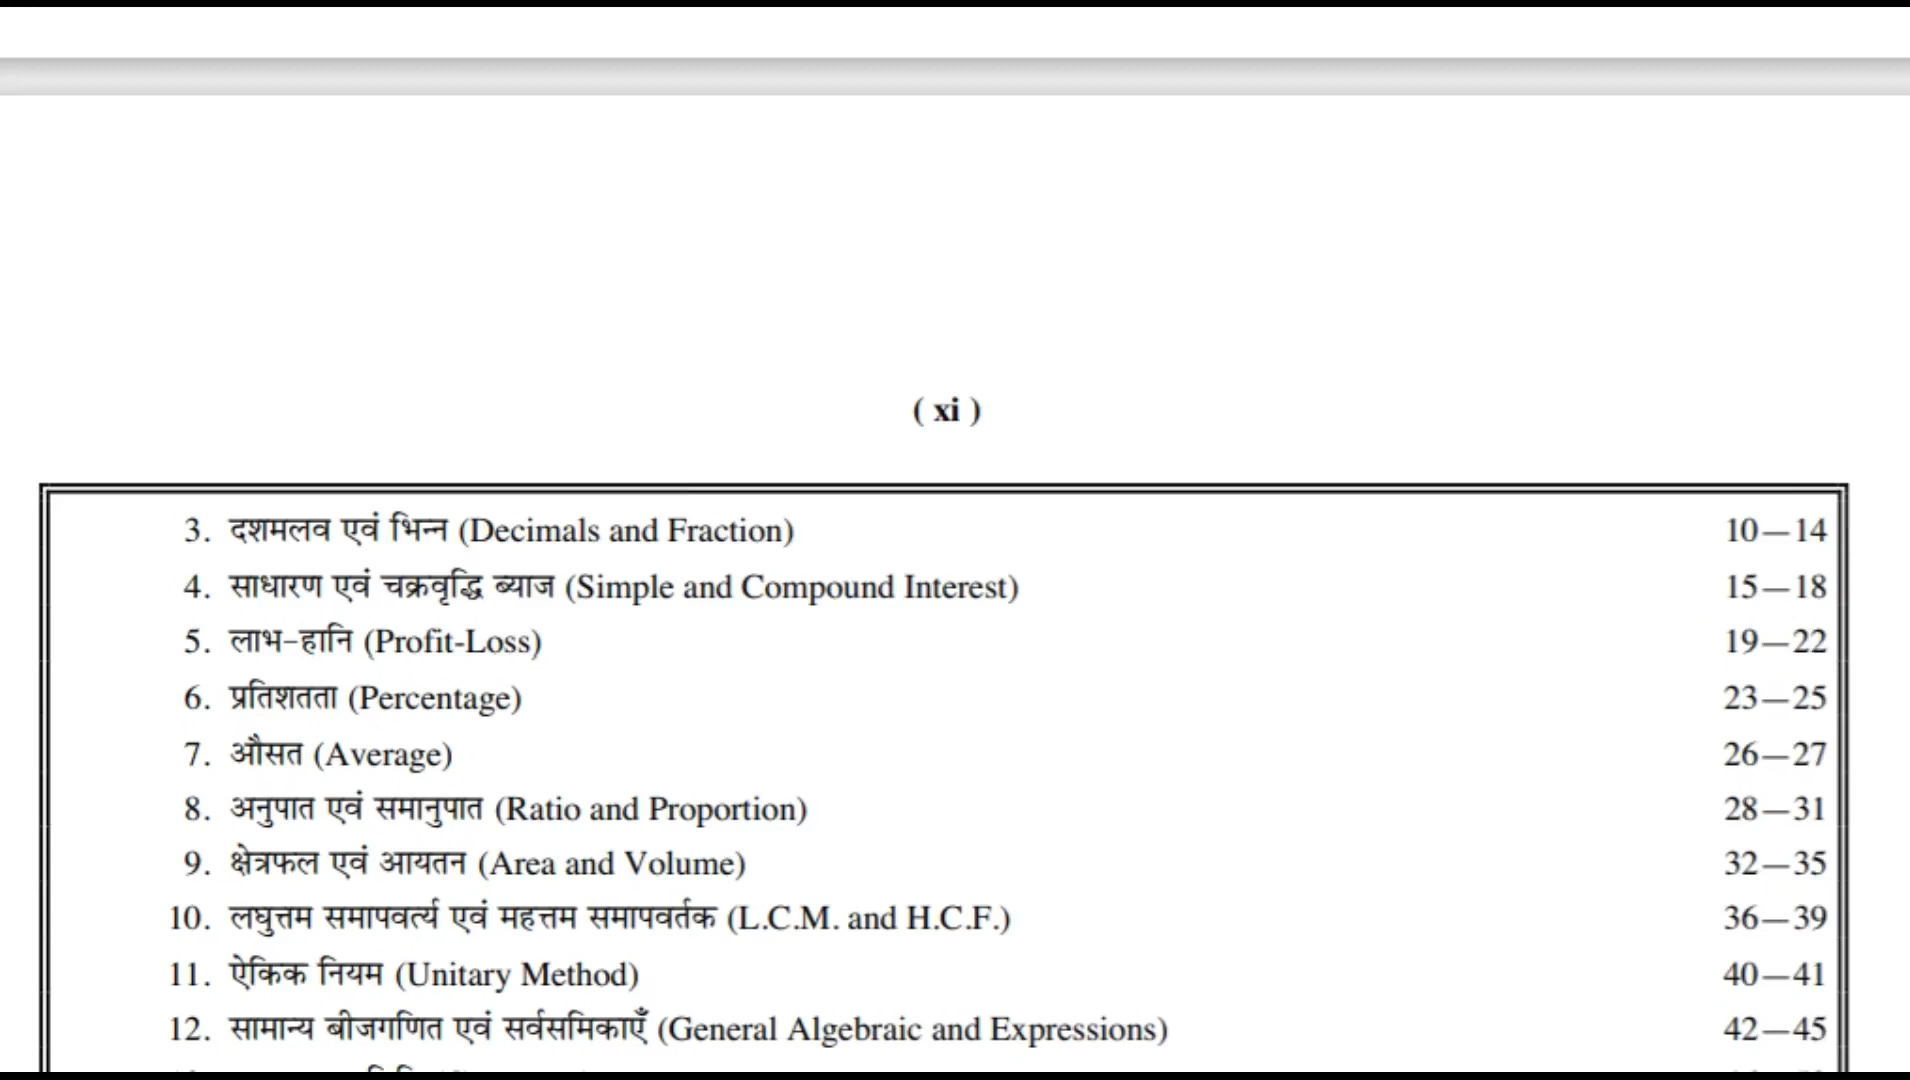 ( xi )
3. दशमलव एवं भिन्न (Decimals and Fraction) 10—14
4. साधारण एवं चक्रवृद्धि ब्याज (Simple and Compound Interest) 15—18
5. लाभ-हानि (Profit-Loss) 19—22
6. प्रतिशतता (Percentage) 23—25
7. औसत (Average) 26—27
8. अनुपात एवं समानुपात (Ratio and Proportion) 28—31
9. क्षेत्रफल एवं आयतन (Area and Volume) 32—35
10. लघुत्तम समापवर्त्य एवं महत्तम समापवर्तक (L.C.M. and H.C.F.) 36—39
11. ऐकिक नियम (Unitary Method) 40—41
12. सामान्य बीजगणित एवं सर्वसमिकाएँ (General Algebraic and Expressions) 42—45